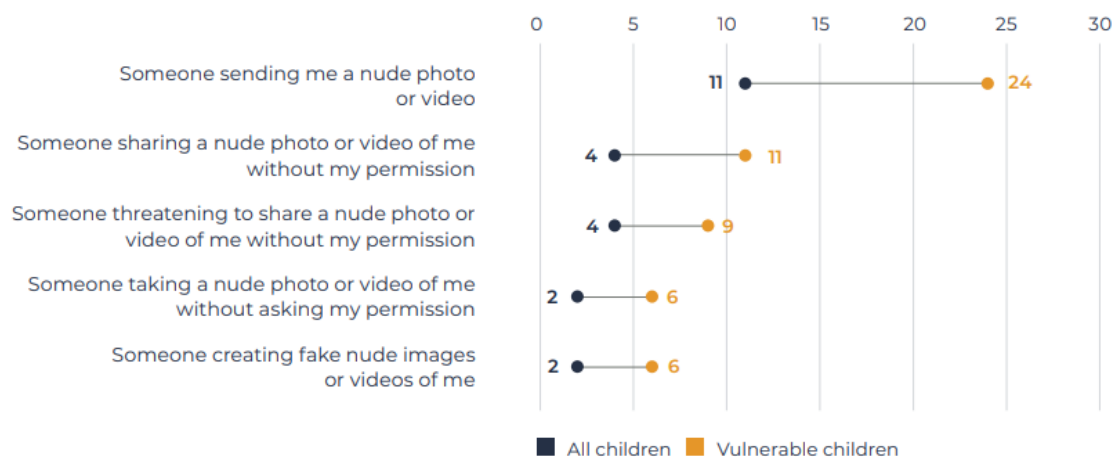 0 5 10 15 20 25 30
Someone sending me a nude photo
or video
11 24
Someone sharing a nude photo or video of me
without my permission
4 11
Someone threatening to share a nude photo or
video of me without my permission
4 9
Someone taking a nude photo or video of me
without asking my permission
2 6
Someone creating fake nude images
or videos of me
2 6
All children Vulnerable children